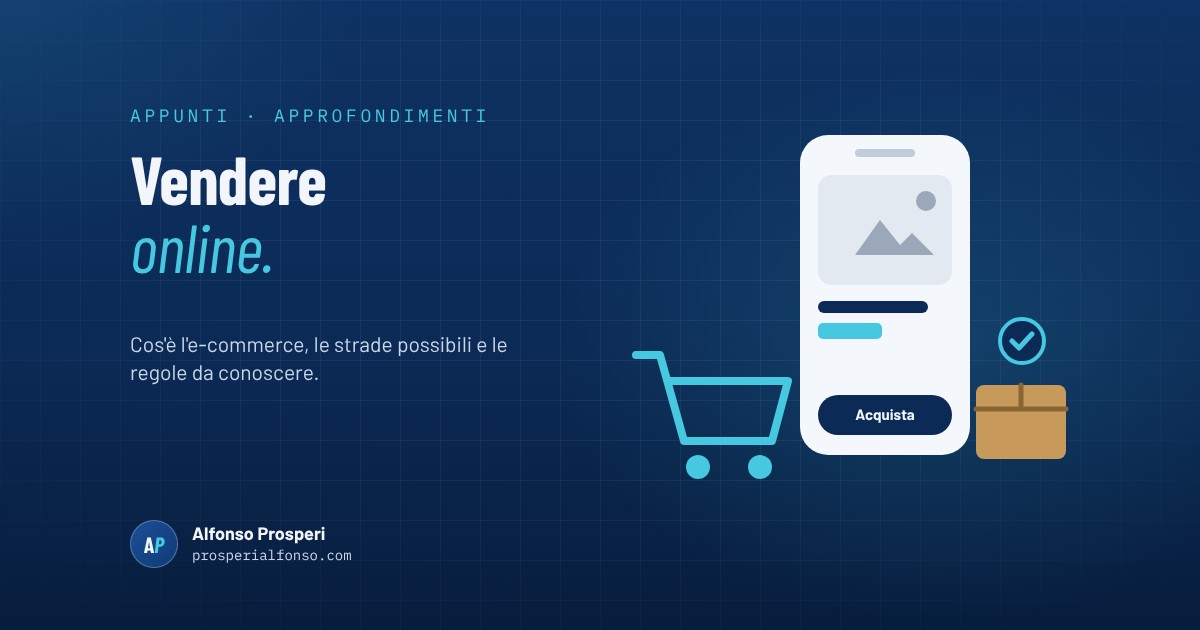 APPUNTI · APPROFONDIMENTI
Vendere
online.
Cos'è l'e-commerce, le strade possibili e le
regole da conoscere.
Acquista
AP
Alfonso Prosperi
prosperialfonso.com